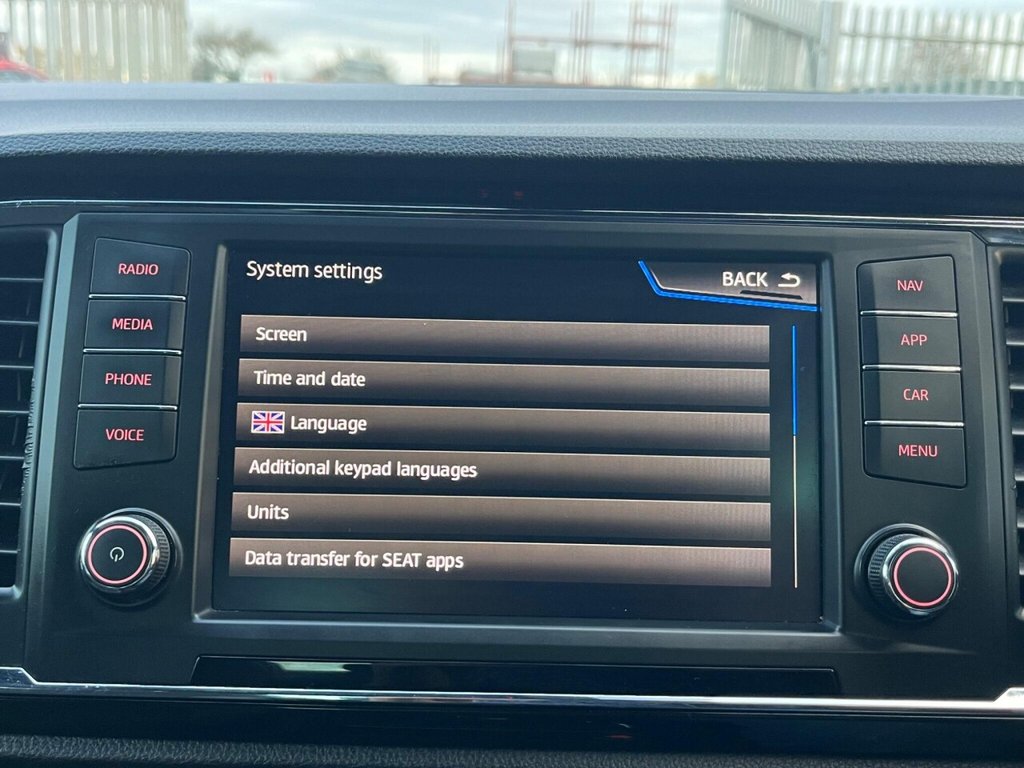 System settings
BACK
Screen
Time and date
Language
Additional keypad languages
Units
Data transfer for SEAT apps
RADIO
MEDIA
PHONE
VOICE
NAV
APP
CAR
MENU